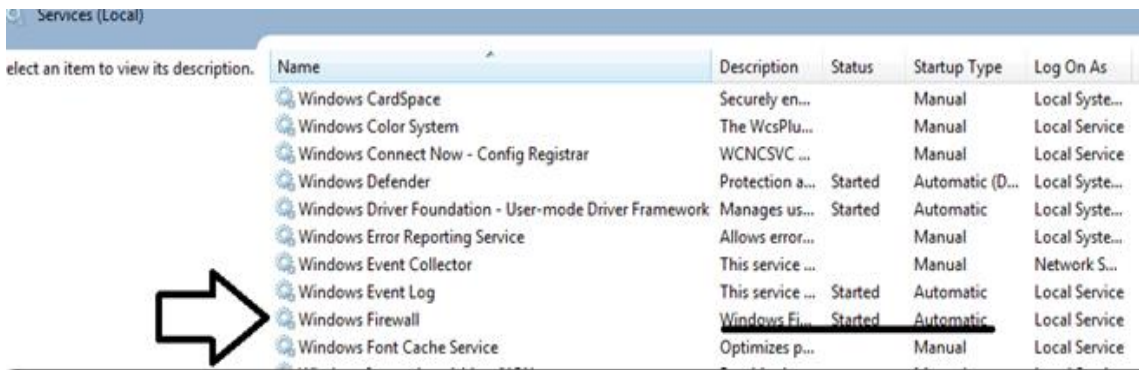 Services (Local)
elect an item to view its description. Name Description Status Startup Type Log On As
Windows CardSpace Securely en... Manual Local Syste...
Windows Color System The WcsPlu... Manual Local Service
Windows Connect Now - Config Registrar WCNCSVC ... Manual Local Service
Windows Defender Protection a... Started Automatic (D... Local Syste...
Windows Driver Foundation - User-mode Driver Framework Manages us... Started Automatic Local Syste...
Windows Error Reporting Service Allows error... Manual Local Syste...
Windows Event Collector This service ... Manual Network S...
Windows Event Log This service ... Started Automatic Local Service
Windows Firewall Windows Fi... Started Automatic Local Service
Windows Font Cache Service Optimizes p... Manual Local Service